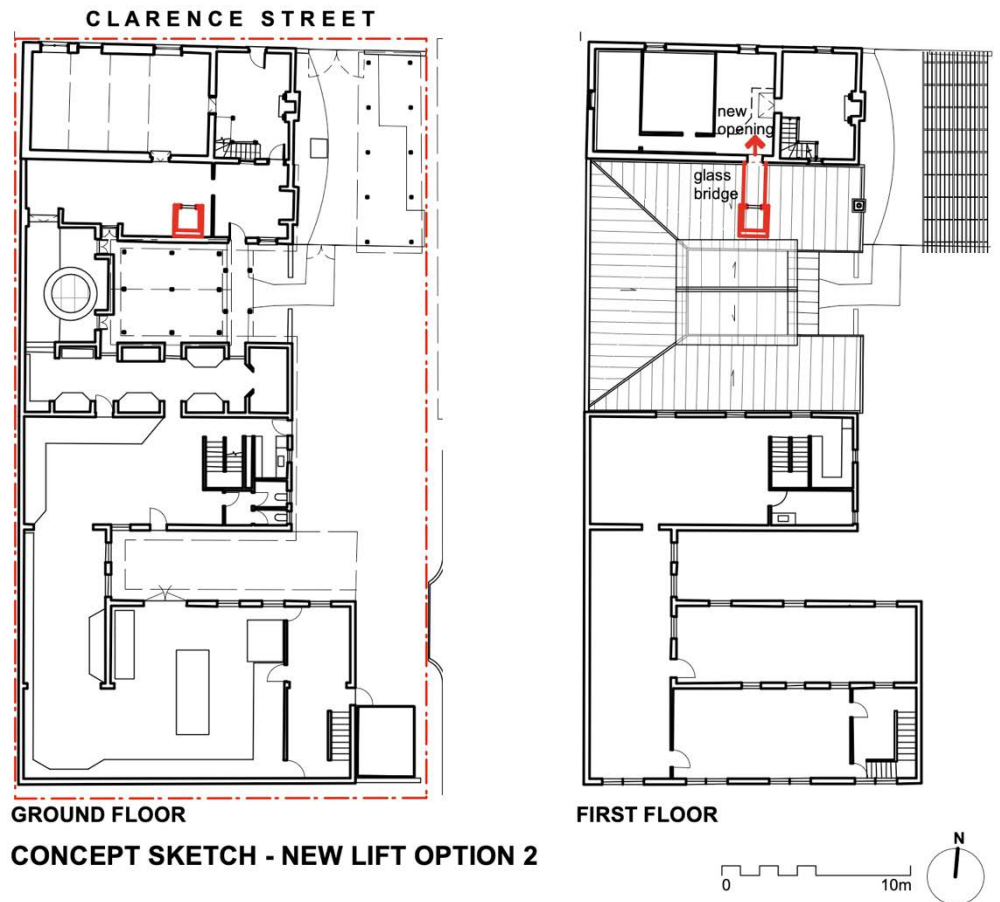 CLARENCE STREET
new
opening
glass
bridge
GROUND FLOOR
FIRST FLOOR
CONCEPT SKETCH - NEW LIFT OPTION 2
0
10m
N